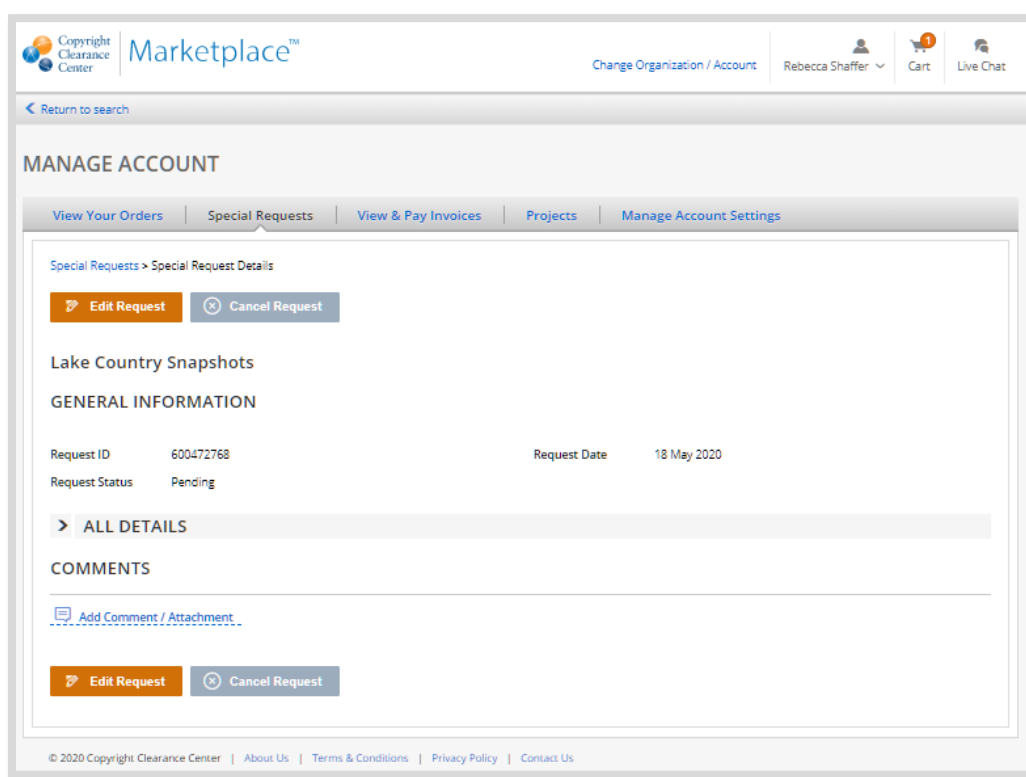 Copyright
Clearance
Center
Marketplace™
Change Organization / Account
Rebecca Shaffer
1
Cart
Live Chat
Return to search
MANAGE ACCOUNT
View Your Orders | Special Requests | View & Pay Invoices | Projects | Manage Account Settings
Special Requests > Special Request Details
Edit Request Cancel Request
Lake Country Snapshots
GENERAL INFORMATION
Request ID 600472768 Request Date 18 May 2020
Request Status Pending
> ALL DETAILS
COMMENTS
Add Comment / Attachment
Edit Request Cancel Request
© 2020 Copyright Clearance Center | About Us | Terms & Conditions | Privacy Policy | Contact Us